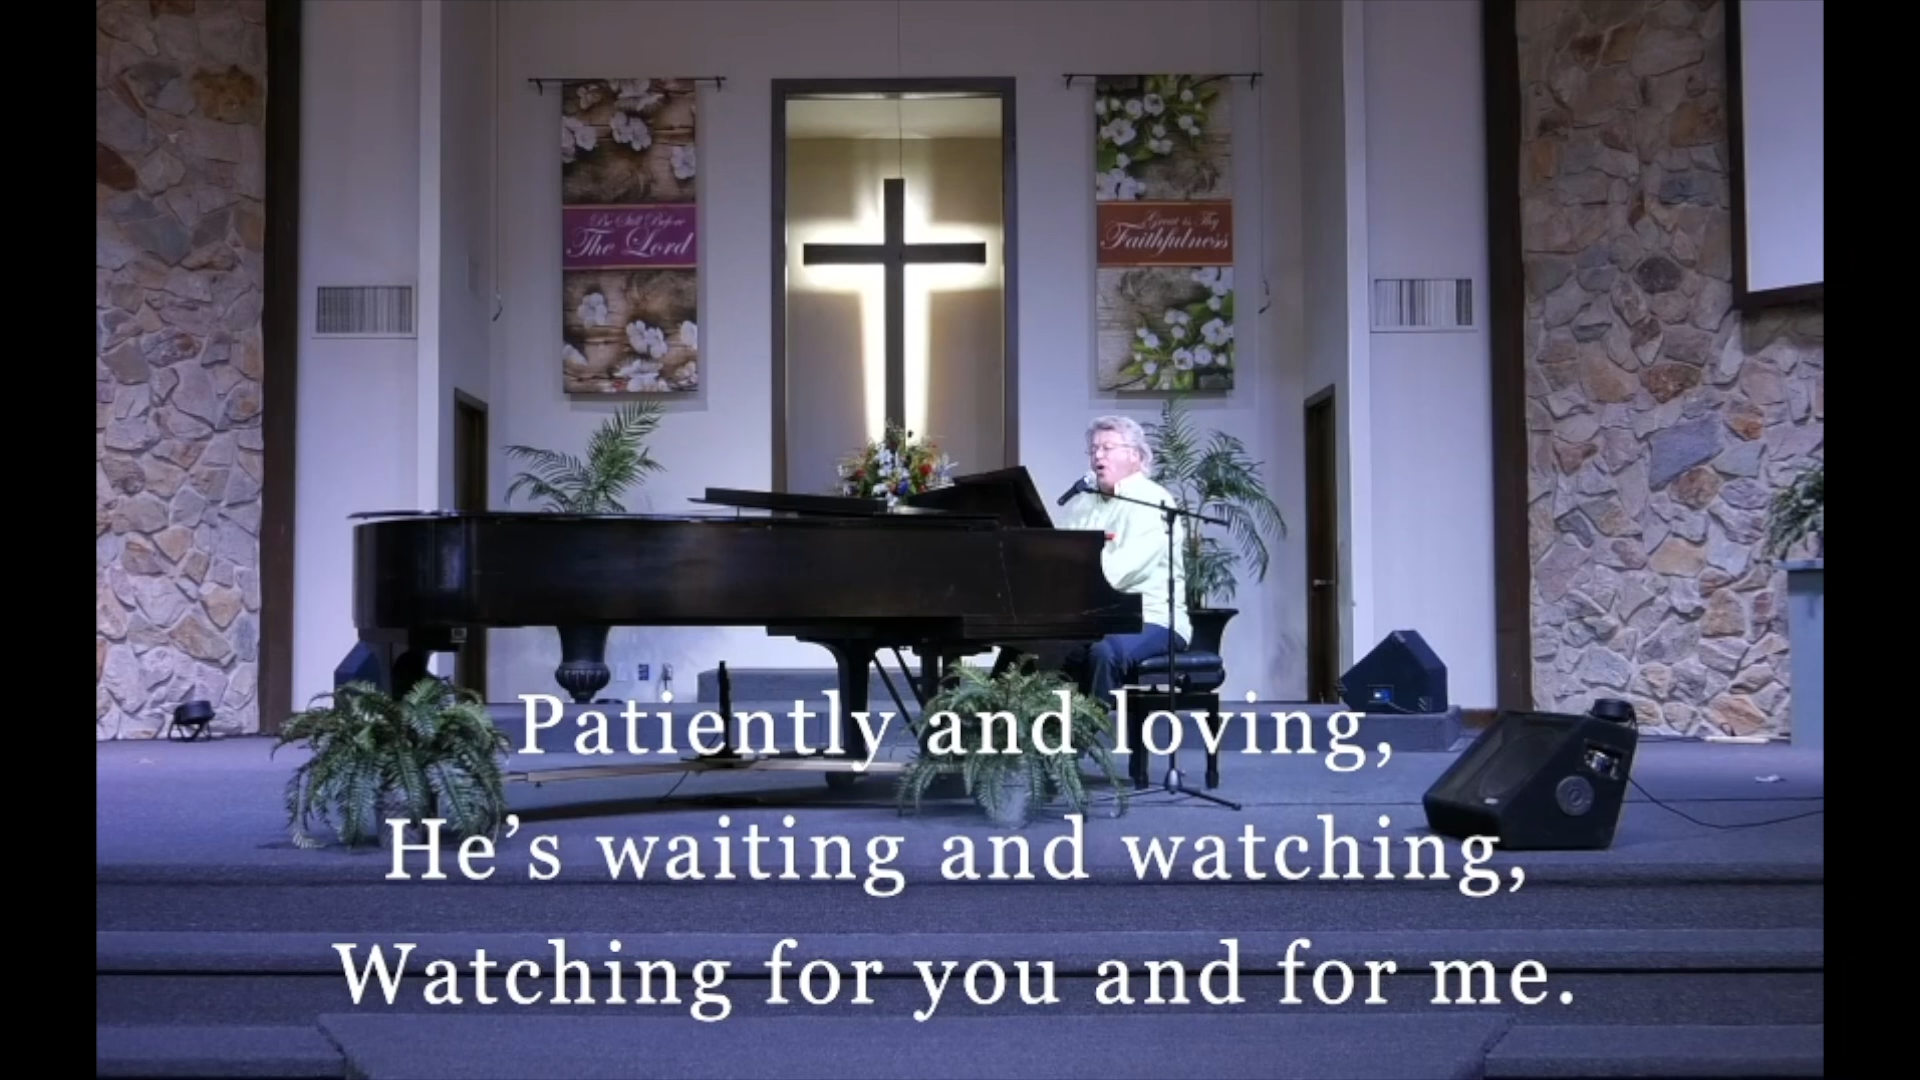 Be Still Before
The Lord
Great is Thy
Faithfulness
Patiently and loving,
He’s waiting and watching,
Watching for you and for me.